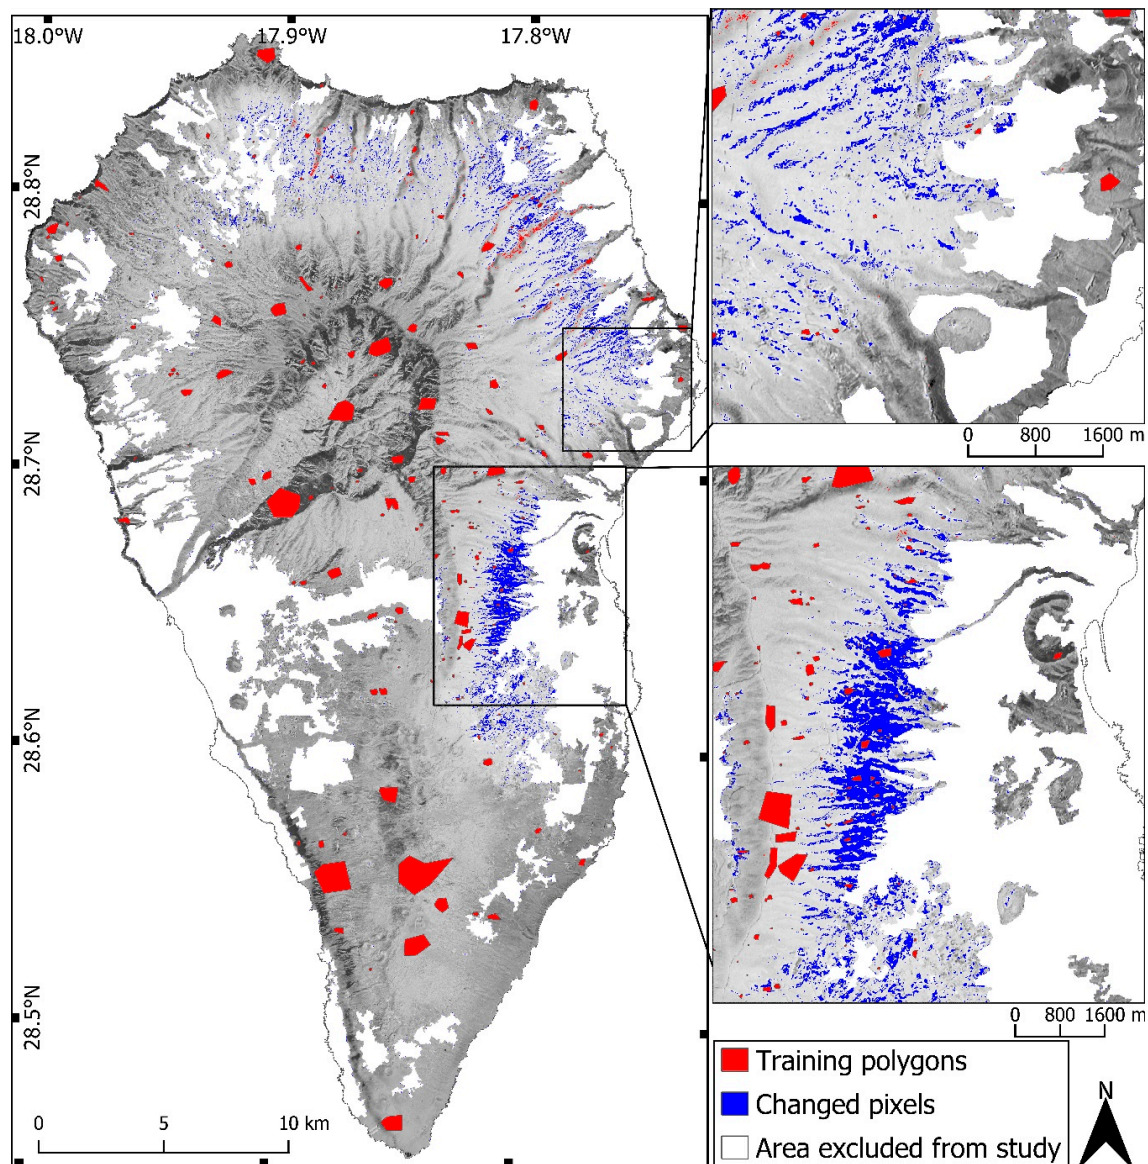 18.0°W 17.9°W 17.8°W
28.8°N
28.7°N
28.6°N
28.5°N
0 5 10 km
0 800 1600 m
0 800 1600 m
Training polygons
Changed pixels
Area excluded from study
N